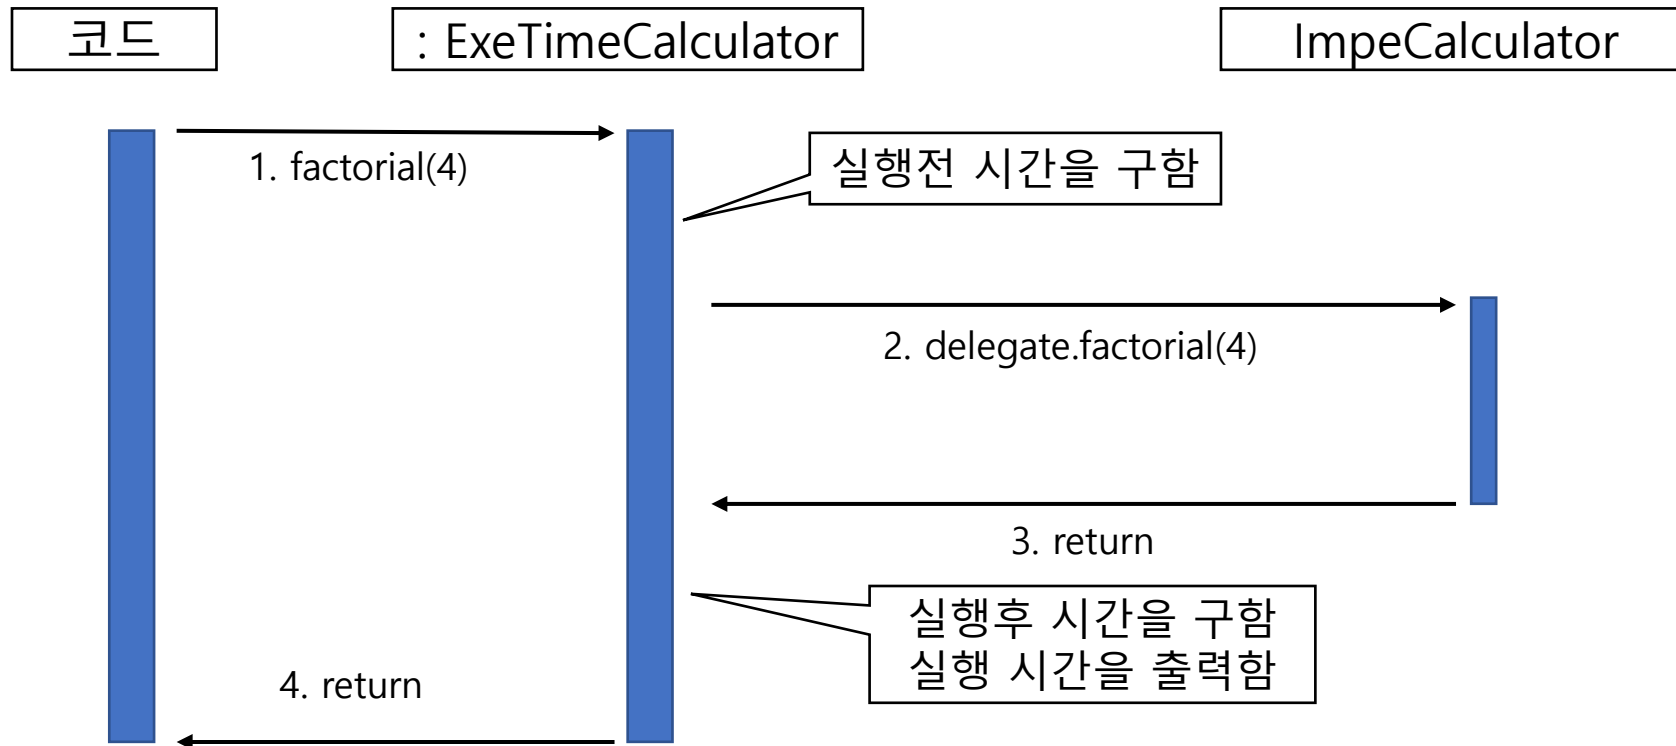 코드
: ExeTimeCalculator
ImpeCalculator
1. factorial(4)
실행전 시간을 구함
2. delegate.factorial(4)
3. return
실행후 시간을 구함
실행 시간을 출력함
4. return